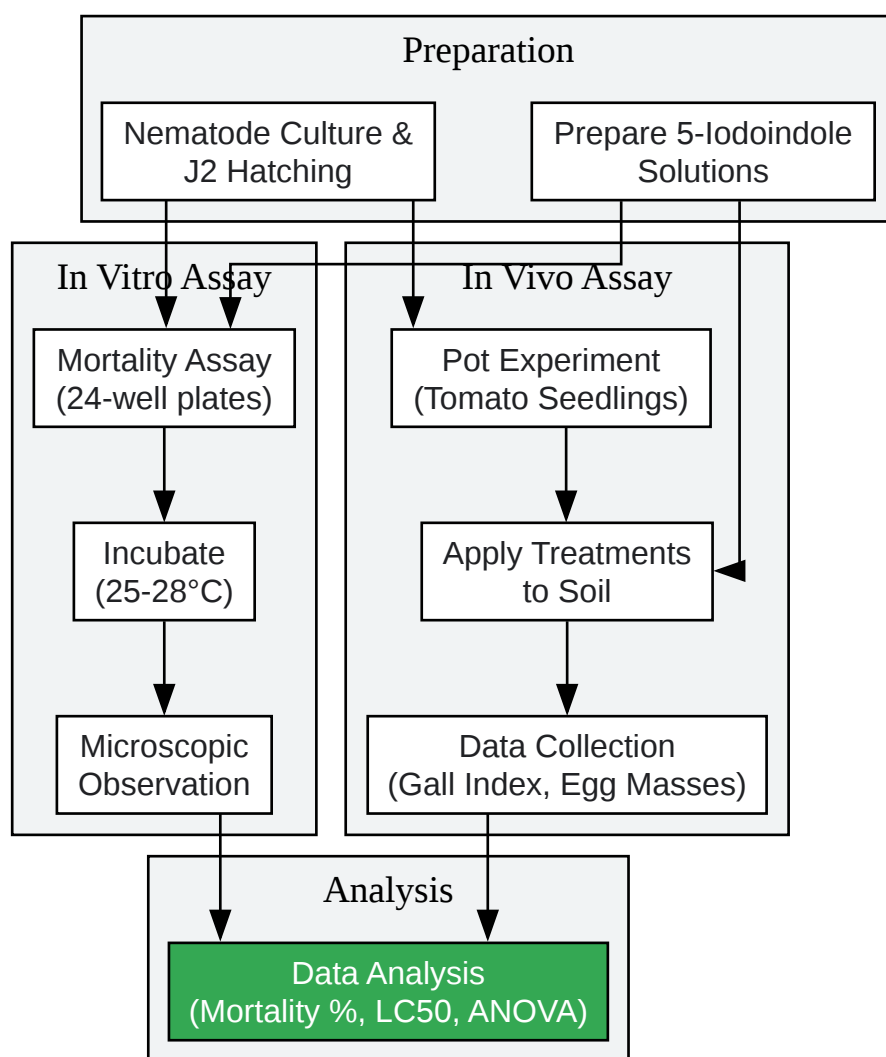 Preparation
Nematode Culture &
J2 Hatching
Prepare 5-Iodoindole
Solutions
In Vitro Assay
Mortality Assay
(24-well plates)
Incubate
(25-28°C)
Microscopic
Observation
In Vivo Assay
Pot Experiment
(Tomato Seedlings)
Apply Treatments
to Soil
Data Collection
(Gall Index, Egg Masses)
Analysis
Data Analysis
(Mortality %, LC50, ANOVA)